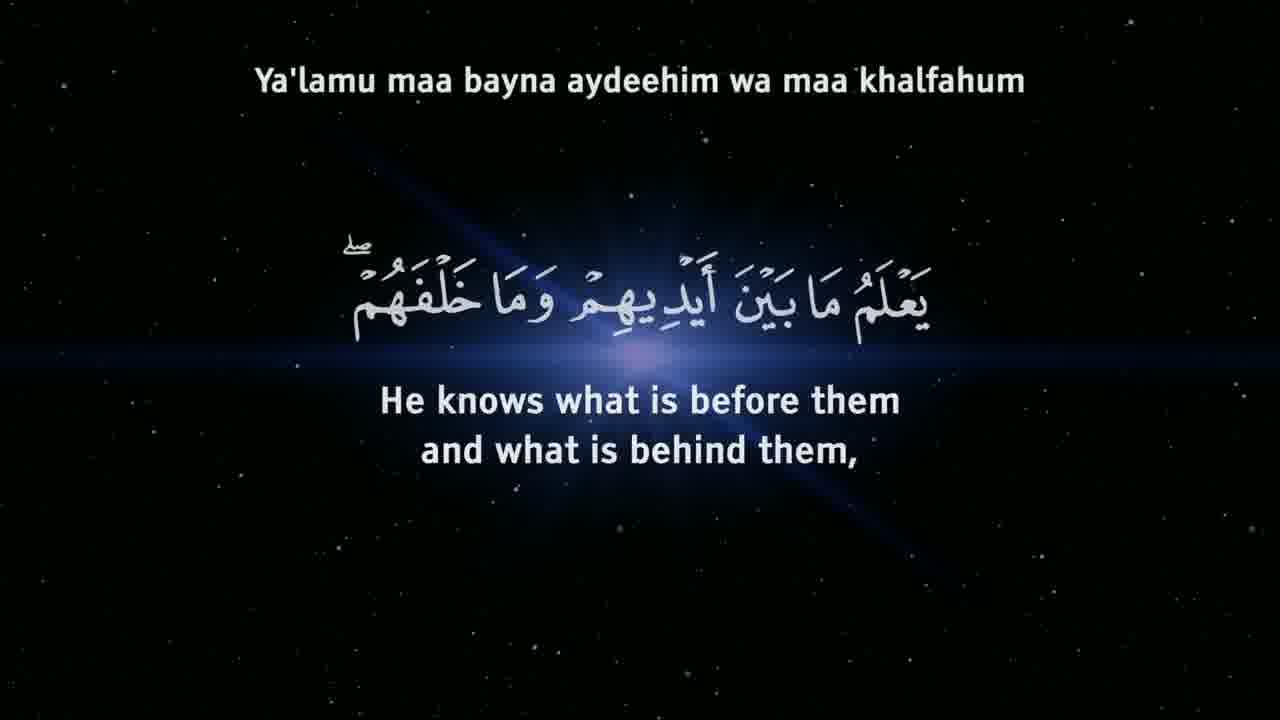 Ya'lamu maa bayna aydeehim wa maa khalfahum
يَعْلَمُ مَا بَيْنَ أَيْدِيهِمْ وَمَا خَلْفَهُمْ ۖ
He knows what is before them
and what is behind them,